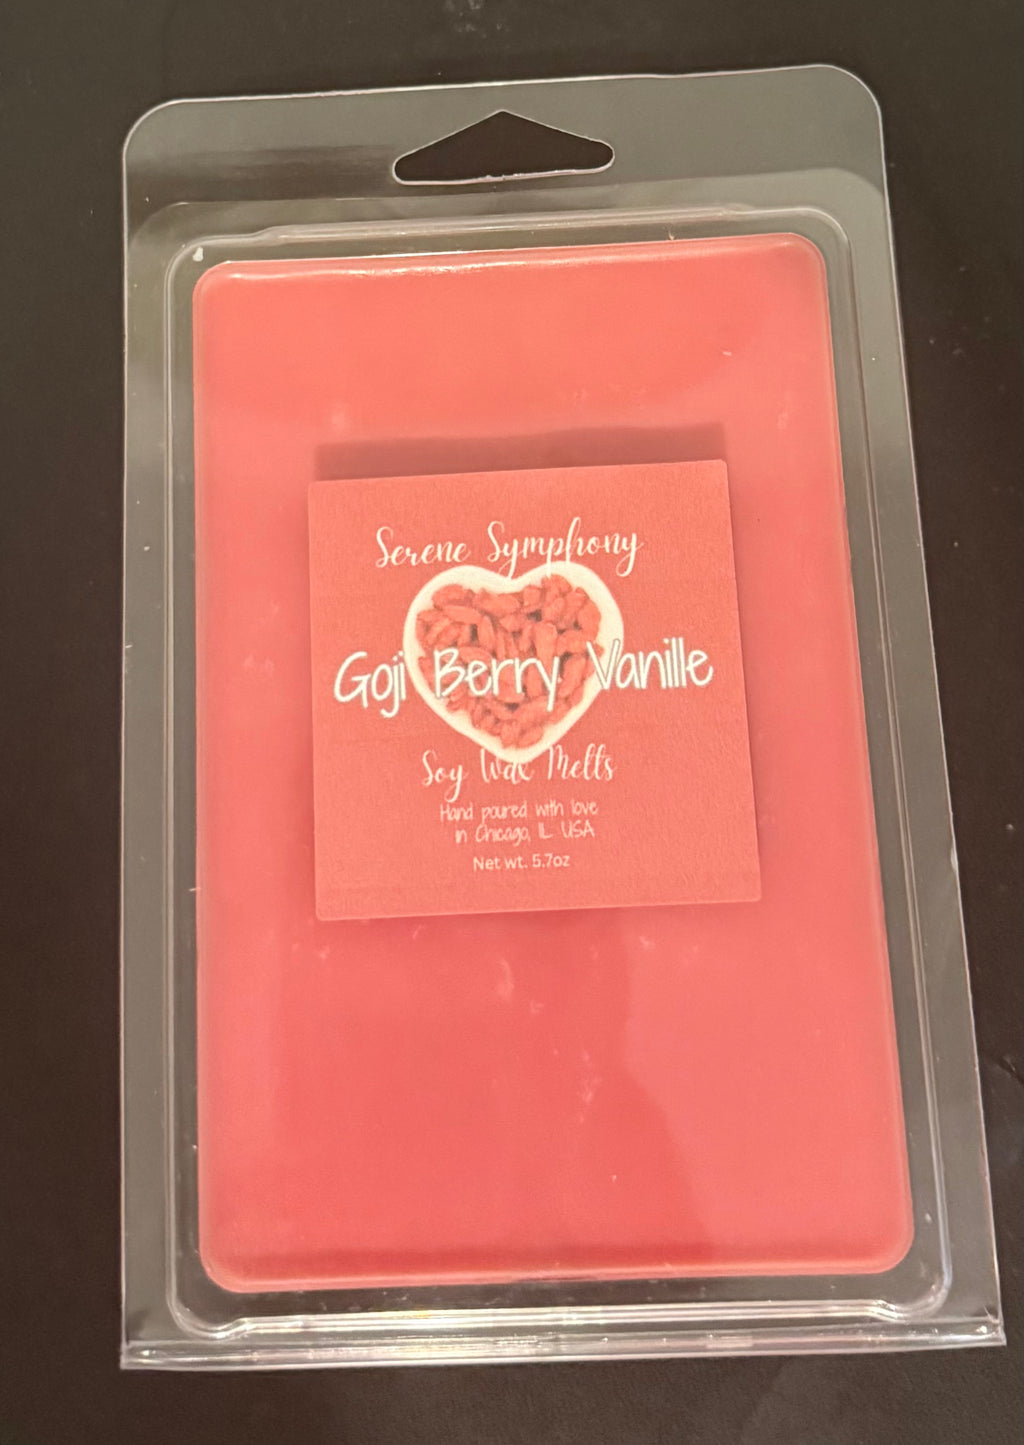 Serene Symphony
Goji Berry Vanille
Soy Wax Melts
Hand poured with love
in Chicago, IL USA
Net wt. 5.7oz